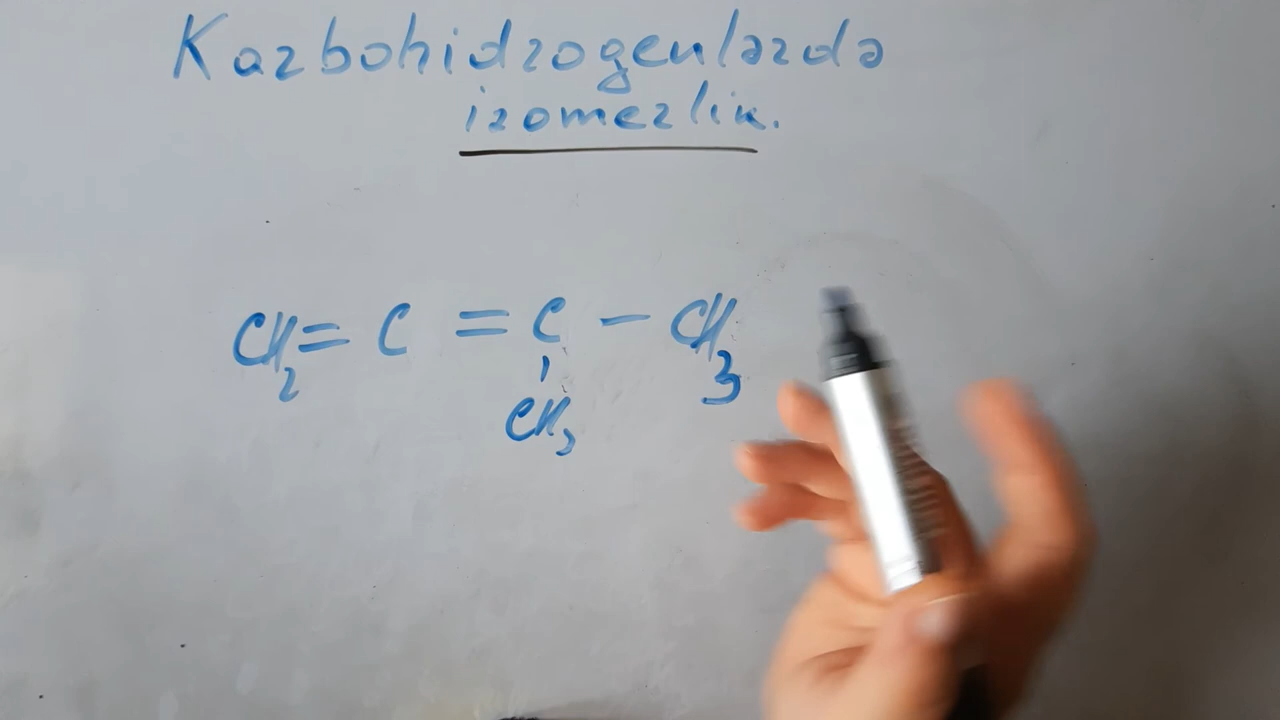 Karbohidrogenlərdə
izomerlik.
CH₂ = C = C - CH₃
CH₃